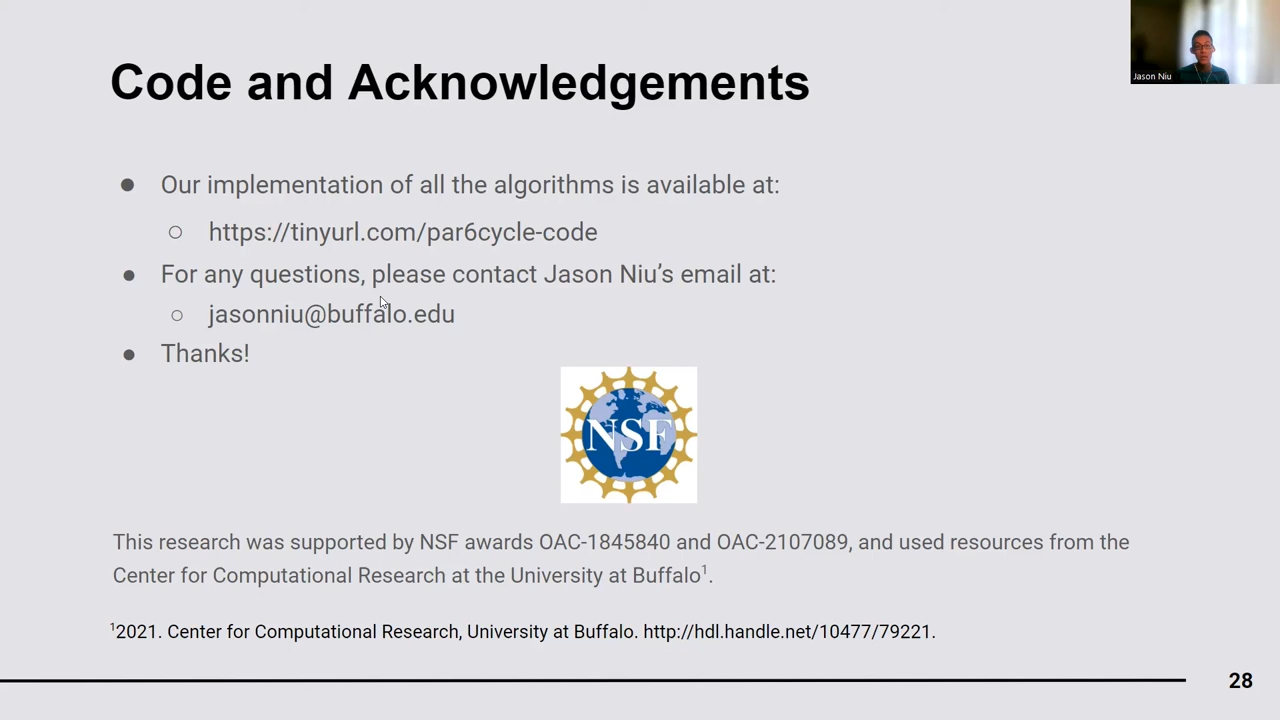 Jason Niu
Code and Acknowledgements
● Our implementation of all the algorithms is available at:
○ https://tinyurl.com/par6cycle-code
● For any questions, please contact Jason Niu’s email at:
○ jasonniu@buffalo.edu
● Thanks!
NSF
This research was supported by NSF awards OAC-1845840 and OAC-2107089, and used resources from the
Center for Computational Research at the University at Buffalo¹.
¹2021. Center for Computational Research, University at Buffalo. http://hdl.handle.net/10477/79221.
28